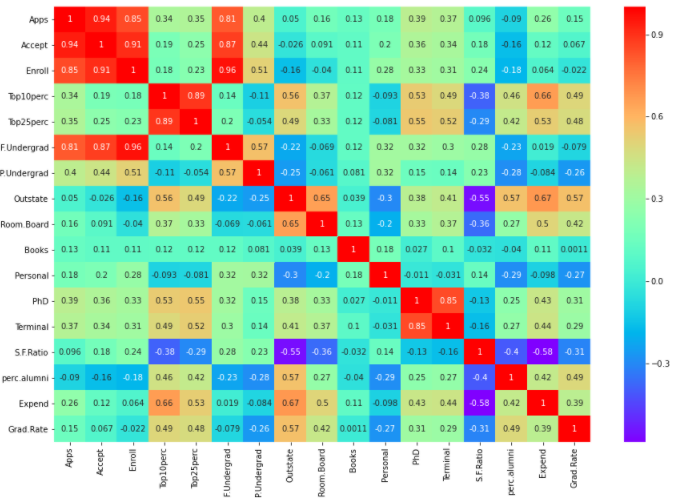 Apps 1 0.94 0.85 0.34 0.35 0.81 0.4 0.05 0.16 0.13 0.18 0.39 0.37 0.096 -0.09 0.26 0.15
Accept 0.94 1 0.91 0.19 0.25 0.87 0.44 -0.026 0.091 0.11 0.2 0.36 0.34 0.18 -0.16 0.12 0.067
Enroll 0.85 0.91 1 0.18 0.23 0.96 0.51 -0.16 -0.04 0.11 0.28 0.33 0.31 0.24 -0.18 0.064 -0.022
Top10perc 0.34 0.19 0.18 1 0.89 0.14 -0.11 0.56 0.37 0.12 -0.093 0.53 0.49 -0.38 0.46 0.66 0.49
Top25perc 0.35 0.25 0.23 0.89 1 0.2 -0.054 0.49 0.33 0.12 -0.081 0.55 0.52 -0.29 0.42 0.53 0.48
F.Undergrad 0.81 0.87 0.96 0.14 0.2 1 0.57 -0.22 -0.069 0.12 0.32 0.32 0.3 0.28 -0.23 0.019 -0.079
P.Undergrad 0.4 0.44 0.51 -0.11 -0.054 0.57 1 -0.25 -0.061 0.081 0.32 0.15 0.14 0.23 -0.28 -0.084 -0.26
Outstate 0.05 -0.026 -0.16 0.56 0.49 -0.22 -0.25 1 0.65 0.039 -0.3 0.38 0.41 -0.55 0.57 0.67 0.57
Room.Board 0.16 0.091 -0.04 0.37 0.33 -0.069 -0.061 0.65 1 0.13 -0.2 0.33 0.37 -0.36 0.27 0.5 0.42
Books 0.13 0.11 0.11 0.12 0.12 0.12 0.081 0.039 0.13 1 0.18 0.027 0.1 -0.032 -0.04 0.11 0.0011
Personal 0.18 0.2 0.28 -0.093 -0.081 0.32 0.32 -0.3 -0.2 0.18 1 -0.011 -0.031 0.14 -0.29 -0.098 -0.27
PhD 0.39 0.36 0.33 0.53 0.55 0.32 0.15 0.38 0.33 0.027 -0.011 1 0.85 -0.13 0.25 0.43 0.31
Terminal 0.37 0.34 0.31 0.49 0.52 0.3 0.14 0.41 0.37 0.1 -0.031 0.85 1 -0.16 0.27 0.44 0.29
S.F.Ratio 0.096 0.18 0.24 -0.38 -0.29 0.28 0.23 -0.55 -0.36 -0.032 0.14 -0.13 -0.16 1 -0.4 -0.58 -0.31
perc.alumni -0.09 -0.16 -0.18 0.46 0.42 -0.23 -0.28 0.57 0.27 -0.04 -0.29 0.25 0.27 -0.4 1 0.42 0.49
Expend 0.26 0.12 0.064 0.66 0.53 0.019 -0.084 0.67 0.5 0.11 -0.098 0.43 0.44 -0.58 0.42 1 0.39
Grad.Rate 0.15 0.067 -0.022 0.49 0.48 -0.079 -0.26 0.57 0.42 0.0011 -0.27 0.31 0.29 -0.31 0.49 0.39 1
Apps Accept Enroll Top10perc Top25perc F.Undergrad P.Undergrad Outstate Room.Board Books Personal PhD Terminal S.F.Ratio perc.alumni Expend Grad.Rate
0.9
0.6
0.3
0.0
−0.3